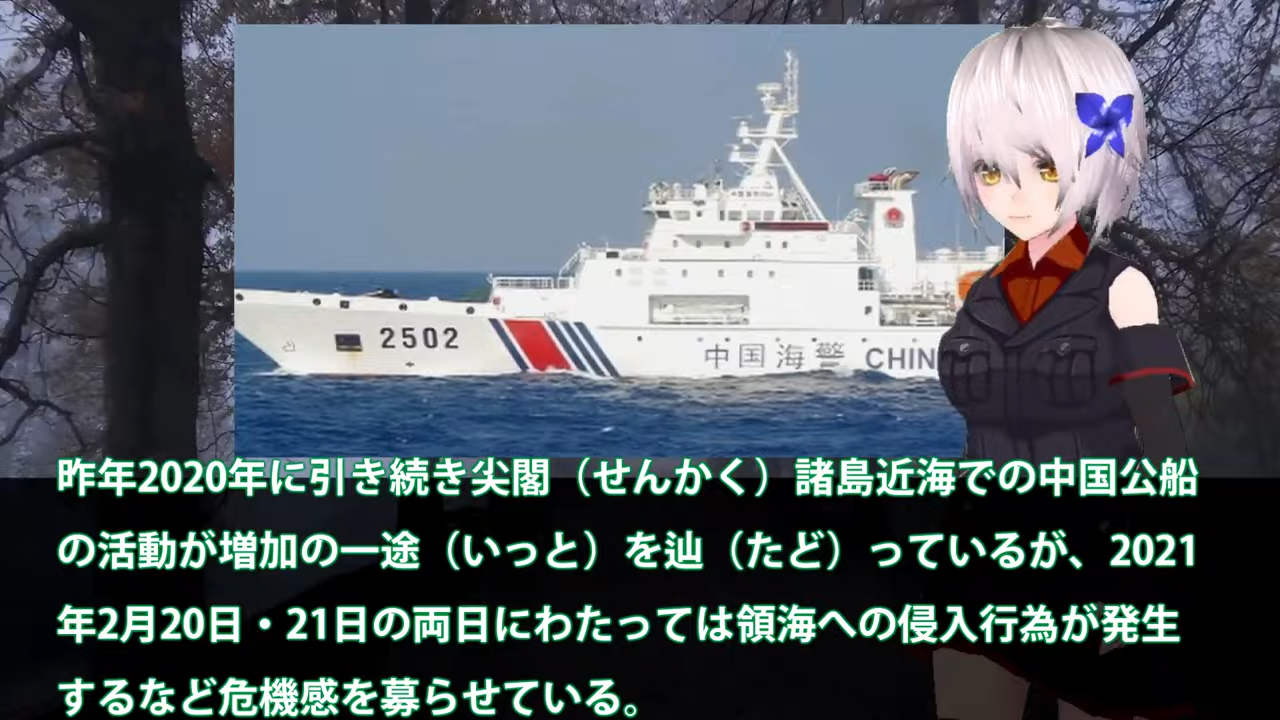 2502
中国海警 CHIN
昨年2020年に引き続き尖閣（せんかく）諸島近海での中国公船
の活動が増加の一途（いっと）を辿（たど）っているが、2021
年2月20日・21日の両日にわたっては領海への侵入行為が発生
するなど危機感を募らせている。